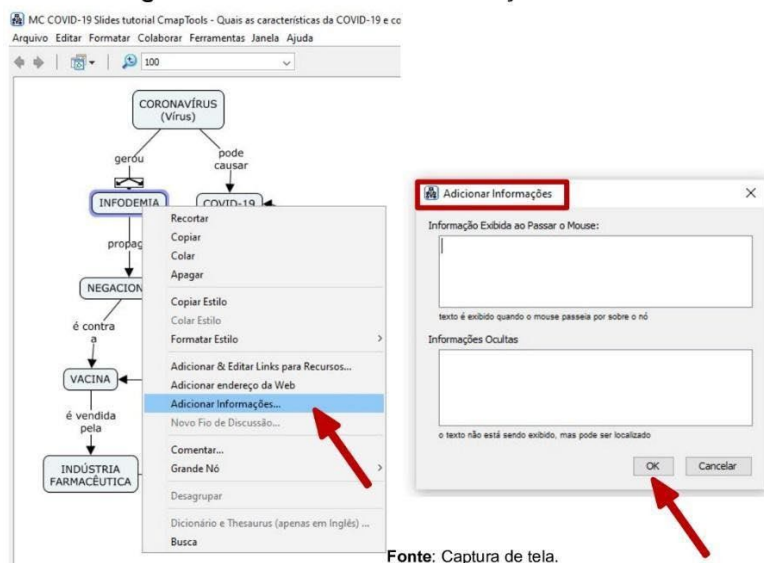 MC COVID-19 Slides tutorial CmapTools - Quais as características da COVID-19 e co
Arquivo Editar Formatar Colaborar Ferramentas Janela Ajuda
100
CORONAVÍRUS
(Vírus)
gerou
pode
causar
INFODEMIA
COVID-19
propag
NEGACION
é contra
a
VACINA
é vendida
pela
INDÚSTRIA
FARMACÊUTICA
Recortar
Copiar
Colar
Apagar
Copiar Estilo
Colar Estilo
Formatar Estilo
Adicionar & Editar Links para Recursos...
Adicionar endereço da Web
Adicionar Informações...
Novo Fio de Discussão...
Comentar...
Grande Nó
Desagrupar
Dicionário e Thesaurus (apenas em Inglês) ...
Busca
Adicionar Informações
Informação Exibida ao Passar o Mouse:
texto é exibido quando o mouse passeia por sobre o nó
Informações Ocultas
o texto não está sendo exibido, mas pode ser localizado
OK Cancelar
Fonte: Captura de tela.